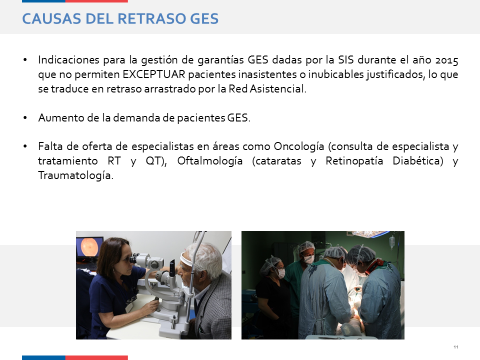 CAUSAS DEL RETRASO GES
• Indicaciones para la gestión de garantías GES dadas por la SIS durante el año 2015
que no permiten EXCEPTUAR pacientes inasistentes o inubicables justificados, lo que
se traduce en retraso arrastrado por la Red Asistencial.
• Aumento de la demanda de pacientes GES.
• Falta de oferta de especialistas en áreas como Oncología (consulta de especialista y
tratamiento RT y QT), Oftalmología (cataratas y Retinopatía Diabética) y
Traumatología.
11